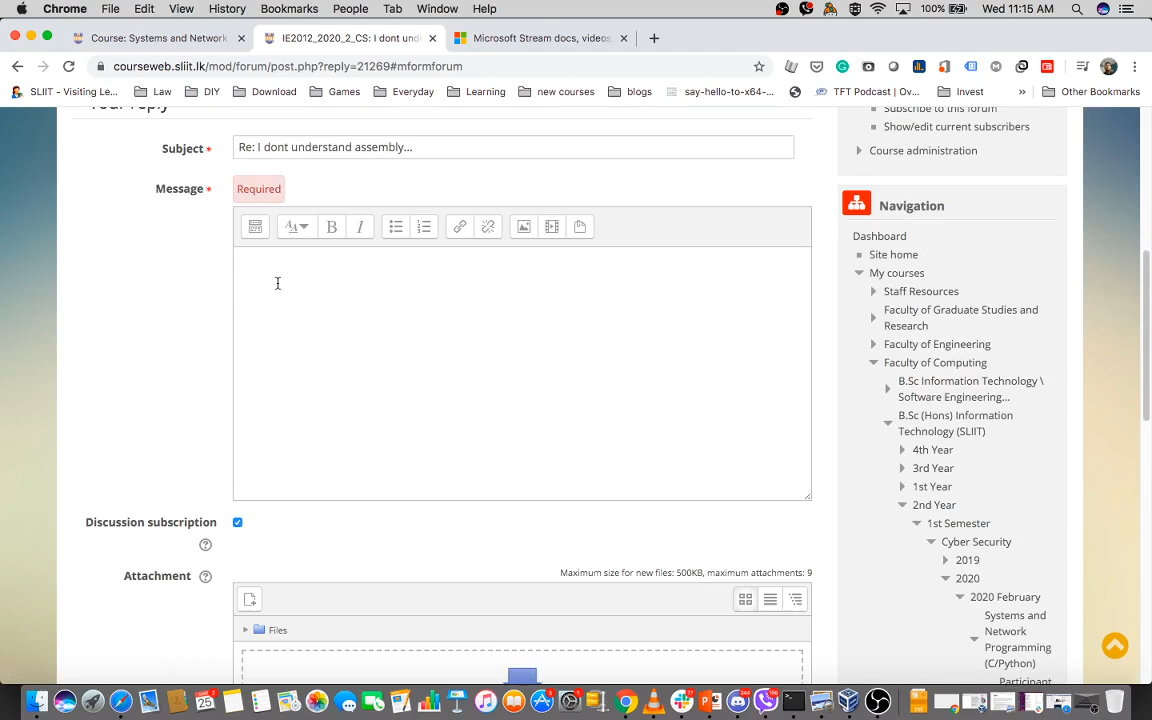 Chrome File Edit View History Bookmarks People Tab Window Help
100% Wed 11:15 AM
Course: Systems and Network
IE2012_2020_2_CS: I dont und
Microsoft Stream docs, videos
courseweb.sliit.lk/mod/forum/post.php?reply=21269#mformforum
SLIIT - Visiting Le... Law DIY Download Games Everyday Learning new courses blogs say-hello-to-x64-... TFT Podcast | Ov... Invest » Other Bookmarks
Your reply
Subject
Re: I dont understand assembly...
Message
Required
Discussion subscription
Attachment
Maximum size for new files: 500KB, maximum attachments: 9
Files
Subscribe to this forum
Show/edit current subscribers
Course administration
Navigation
Dashboard
Site home
My courses
Staff Resources
Faculty of Graduate Studies and
Research
Faculty of Engineering
Faculty of Computing
B.Sc Information Technology \
Software Engineering...
B.Sc (Hons) Information
Technology (SLIIT)
4th Year
3rd Year
1st Year
2nd Year
1st Semester
Cyber Security
2019
2020
2020 February
Systems and
Network
Programming
(C/Python)
Participant